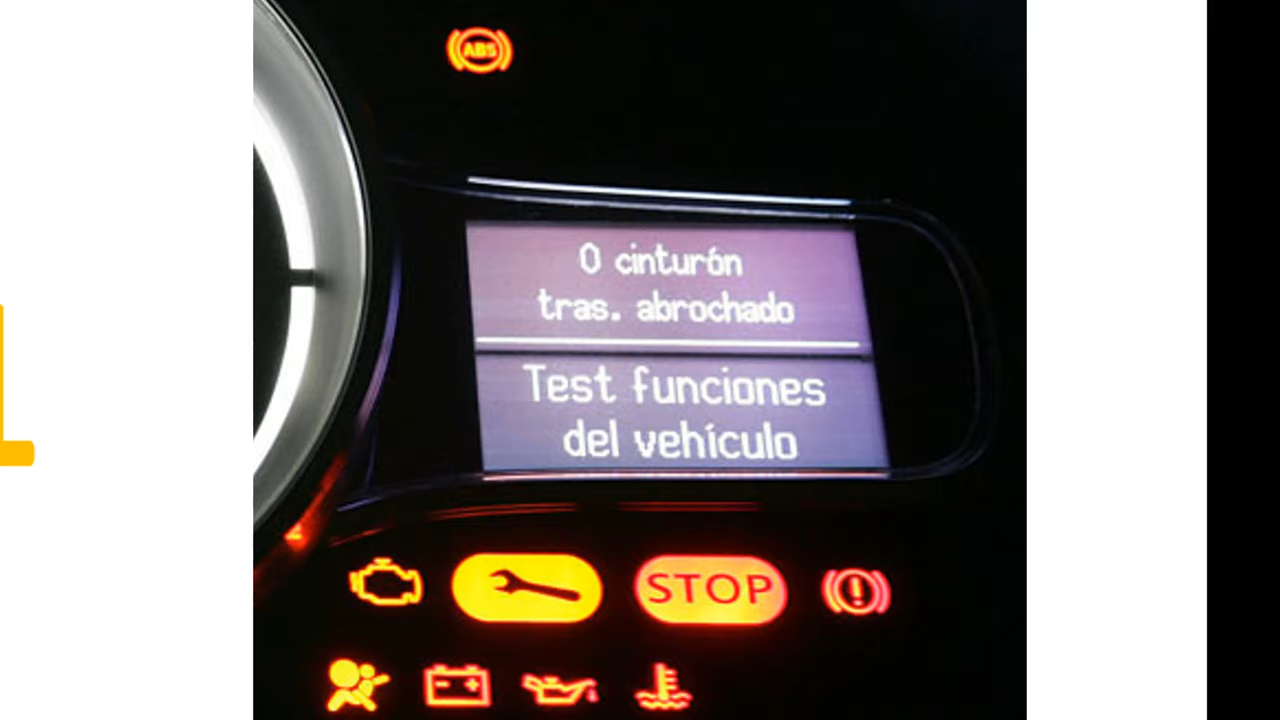 ABS
0 cinturón
tras. abrochado
Test funciones
del vehículo
STOP